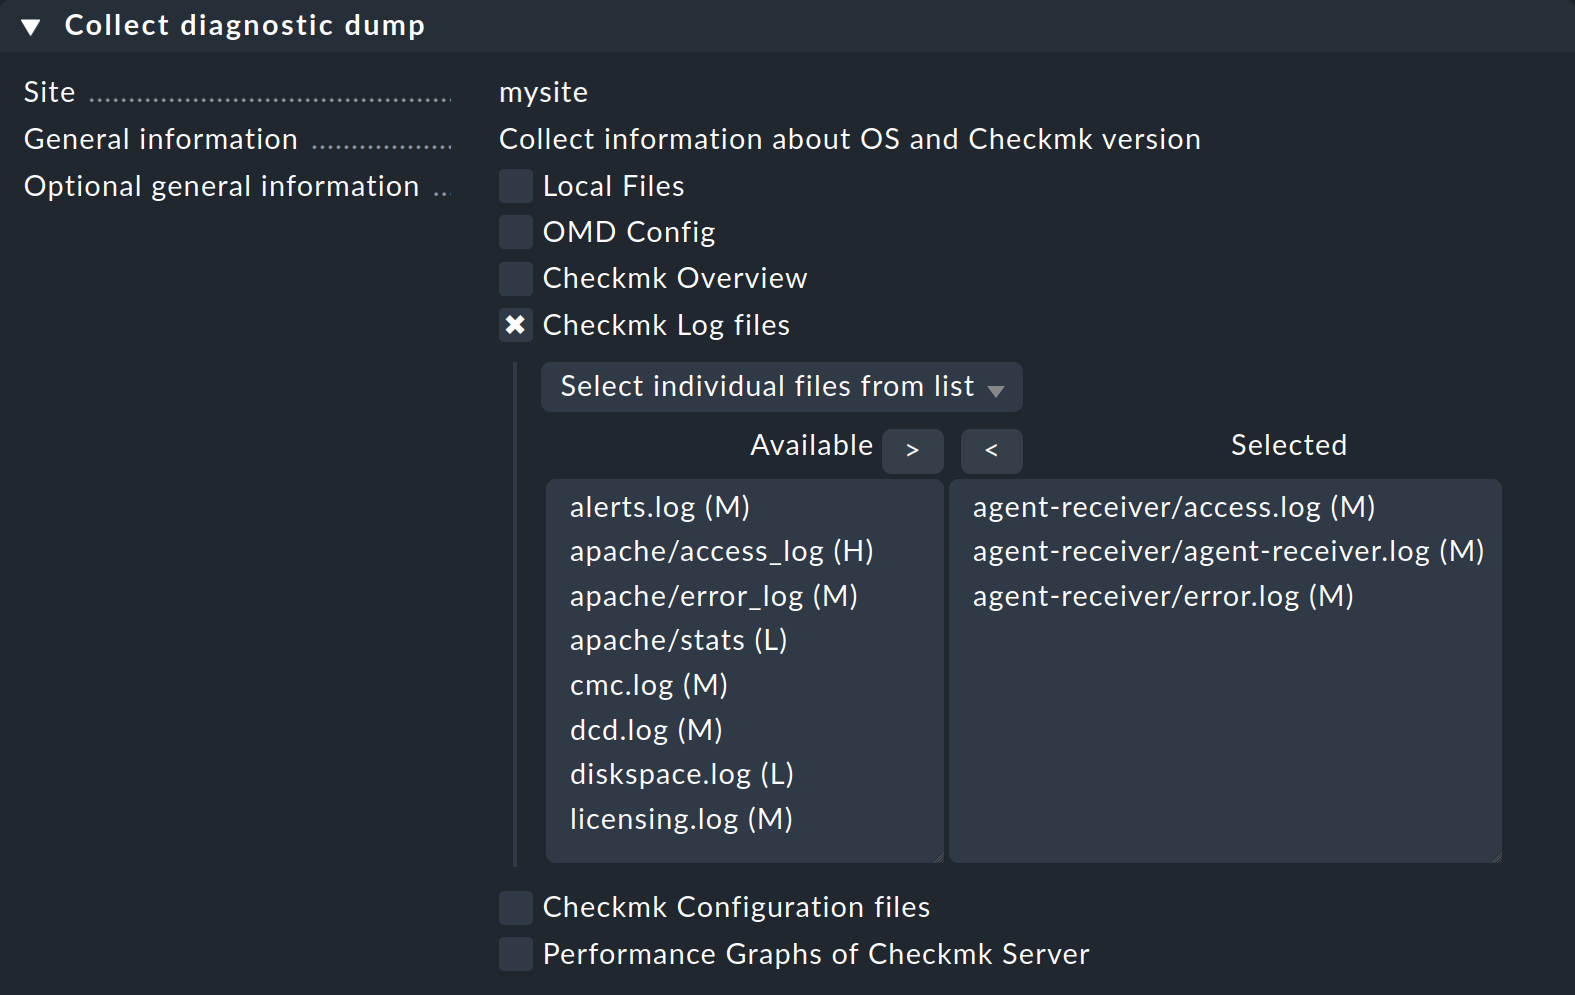 Collect diagnostic dump
Site mysite
General information Collect information about OS and Checkmk version
Optional general information Local Files
OMD Config
Checkmk Overview
Checkmk Log files
Select individual files from list
Available > < Selected
alerts.log (M) agent-receiver/access.log (M)
apache/access_log (H) agent-receiver/agent-receiver.log (M)
apache/error_log (M) agent-receiver/error.log (M)
apache/stats (L)
cmc.log (M)
dcd.log (M)
diskspace.log (L)
licensing.log (M)
Checkmk Configuration files
Performance Graphs of Checkmk Server